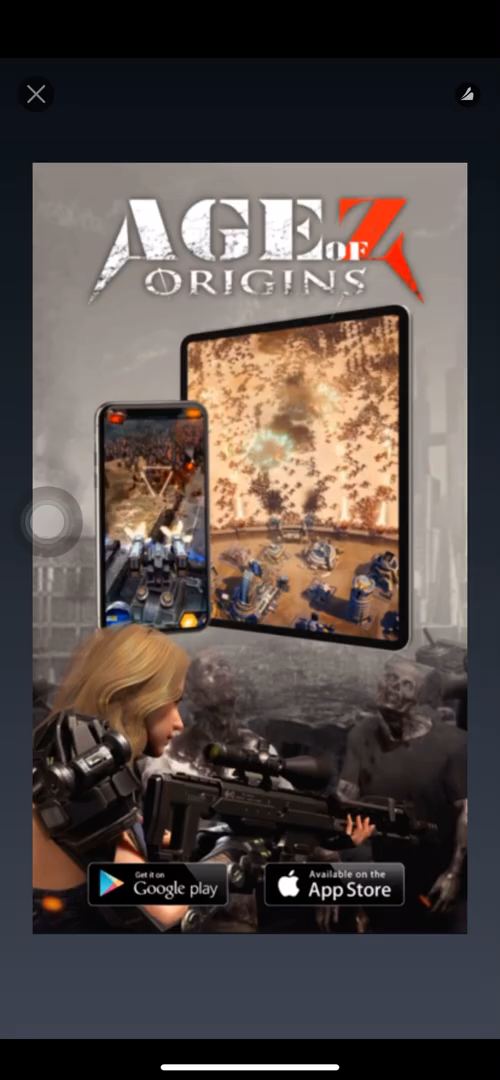 AGE OF Z
ORIGINS
Get it on
Google play
Available on the
App Store